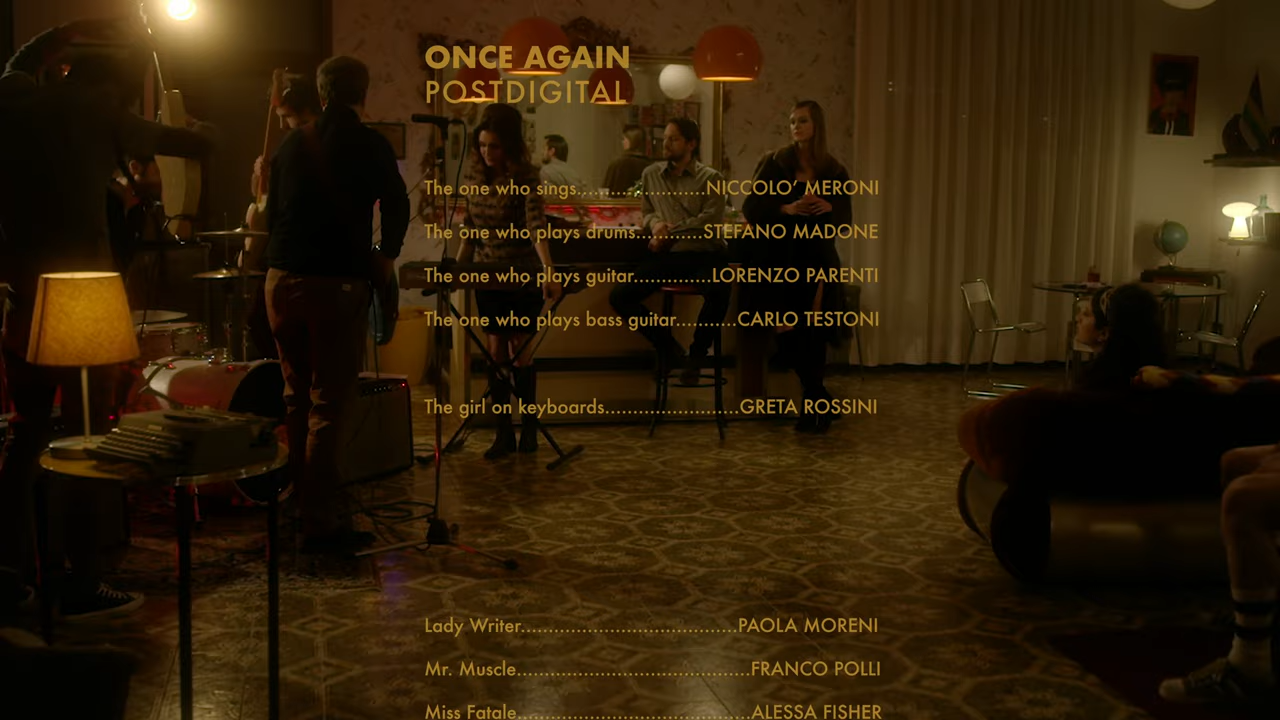 ONCE AGAIN
POSTDIGITAL
The one who sings.......................NICCOLO' MERONI
The one who plays drums............STEFANO MADONE
The one who plays guitar..............LORENZO PARENTI
The one who plays bass guitar...........CARLO TESTONI
The girl on keyboards........................GRETA ROSSINI
Lady Writer.......................................PAOLA MORENI
Mr. Muscle..........................................FRANCO POLLI
Miss Fatale..........................................ALESSA FISHER